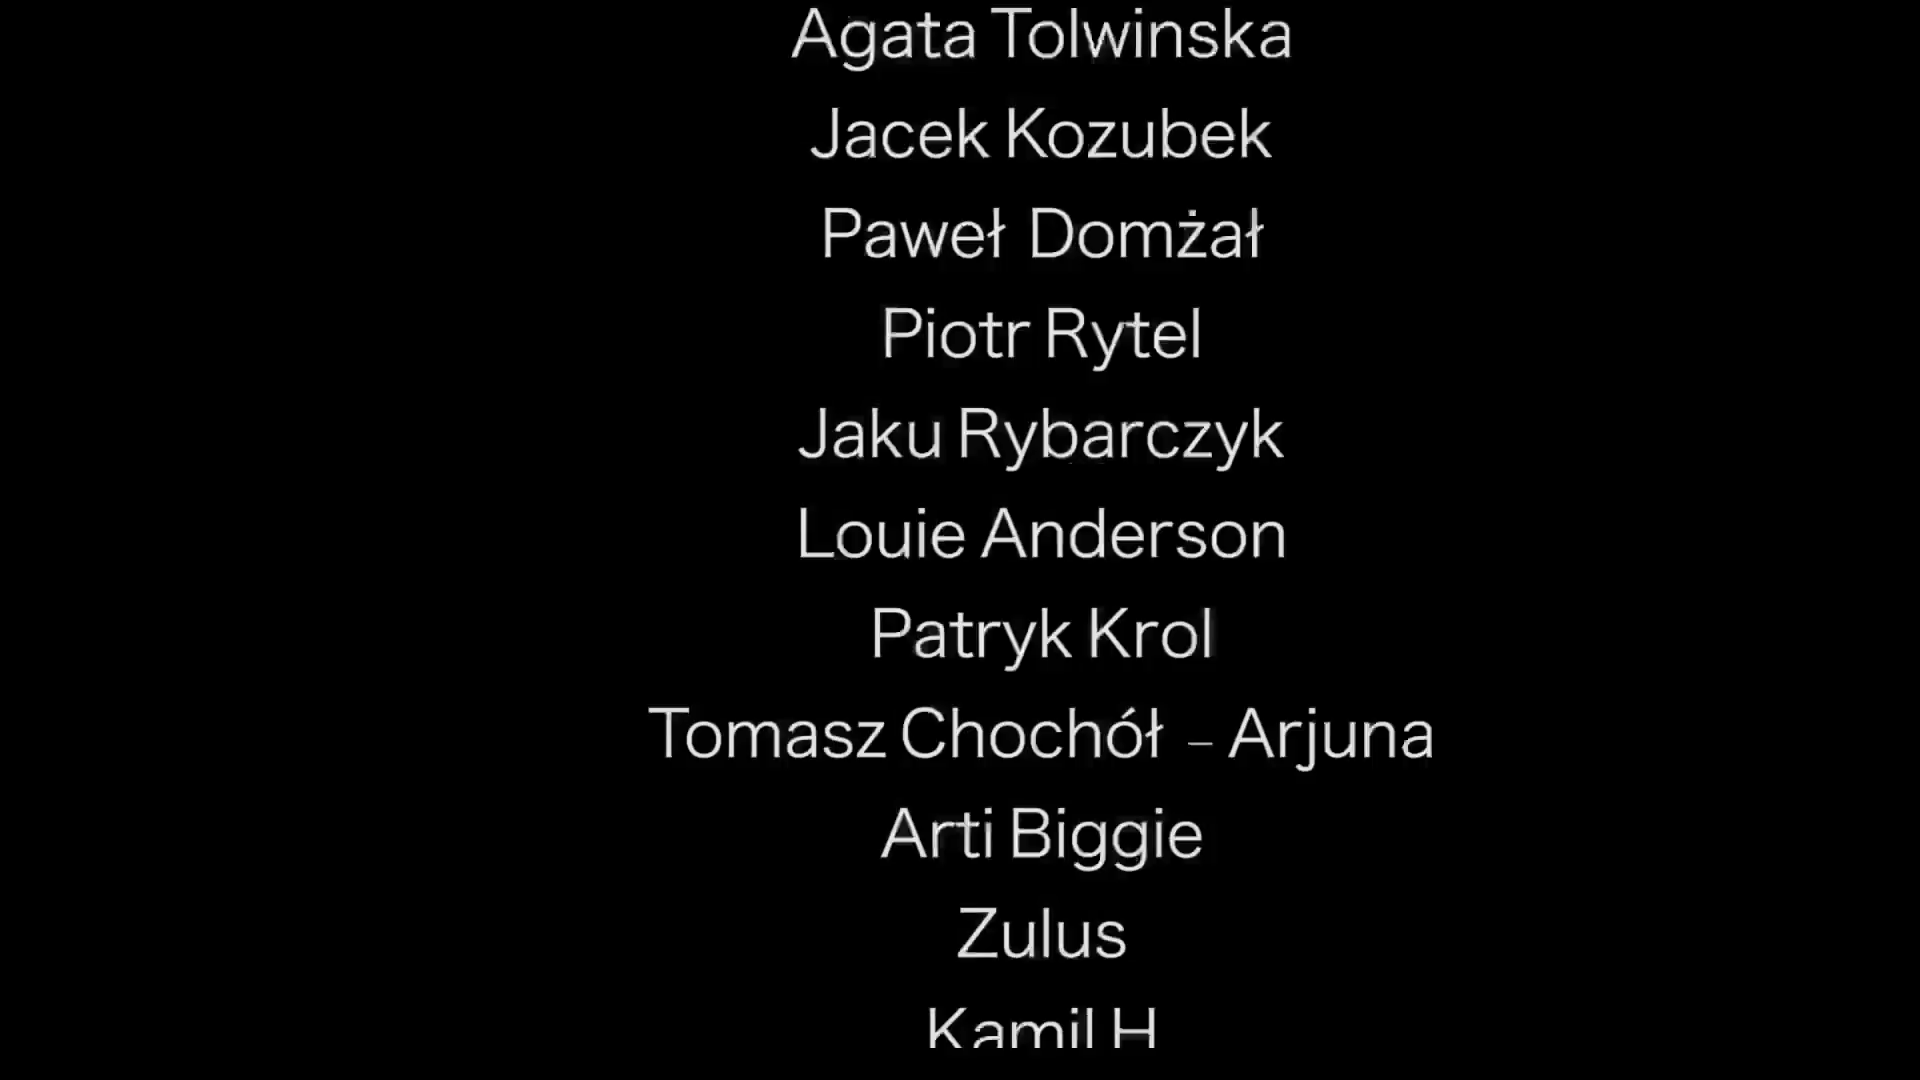 Agata Tolwinska
Jacek Kozubek
Paweł Domżał
Piotr Rytel
Jaku Rybarczyk
Louie Anderson
Patryk Krol
Tomasz Chochół – Arjuna
Arti Biggie
Zulus
Kamil H